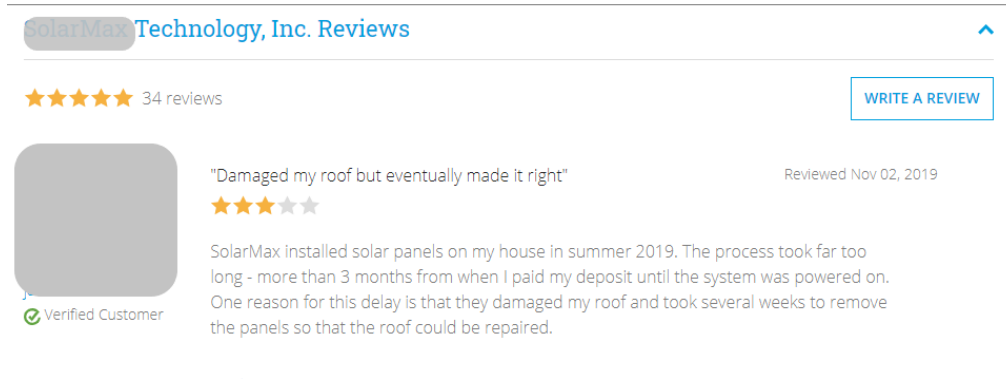 SolarMax Technology, Inc. Reviews
34 reviews
WRITE A REVIEW
"Damaged my roof but eventually made it right"
Reviewed Nov 02, 2019
SolarMax installed solar panels on my house in summer 2019. The process took far too
long - more than 3 months from when I paid my deposit until the system was powered on.
One reason for this delay is that they damaged my roof and took several weeks to remove
the panels so that the roof could be repaired.
Verified Customer